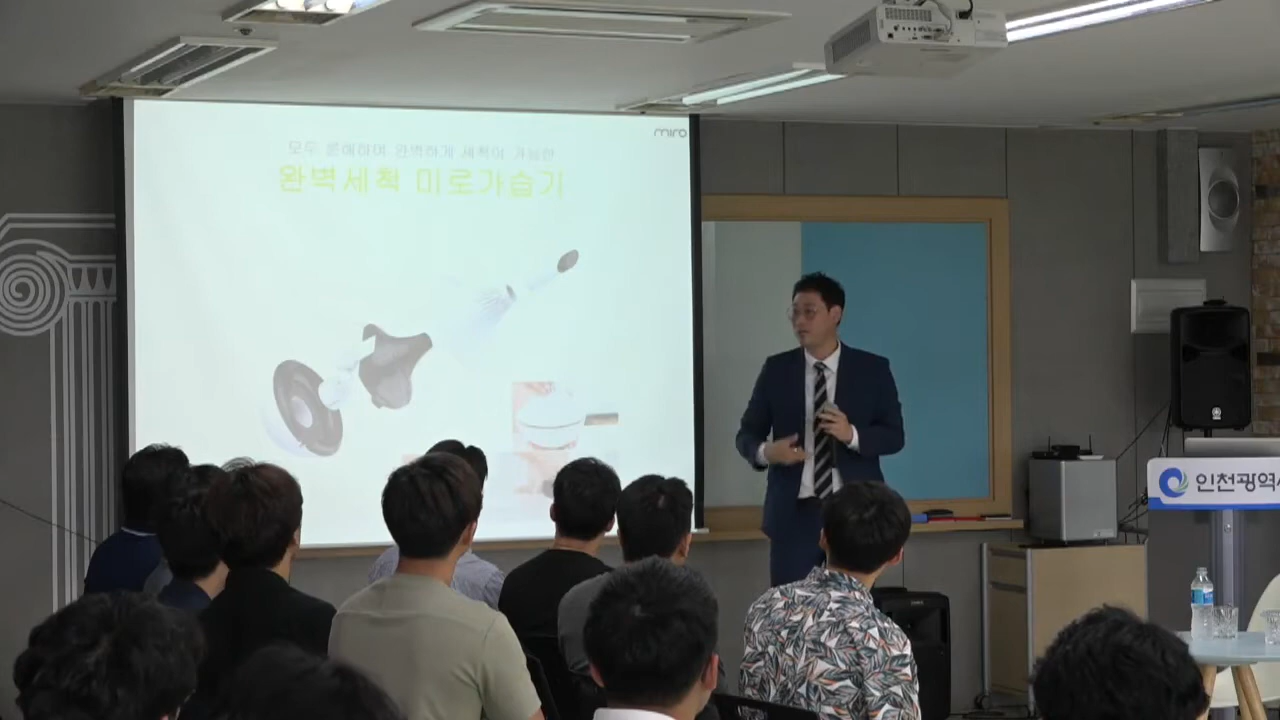 miro
모두 분해하여 완벽하게 세척이 가능한
완벽세척 미로가습기
인천광역시